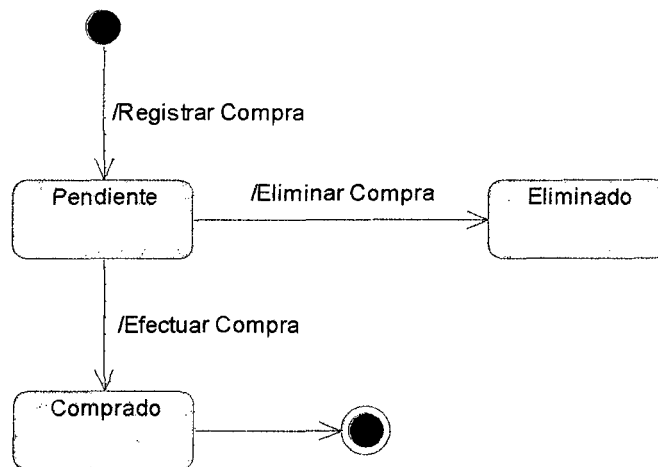 /Registrar Compra
Pendiente
/Eliminar Compra
Eliminado
/Efectuar Compra
Comprado